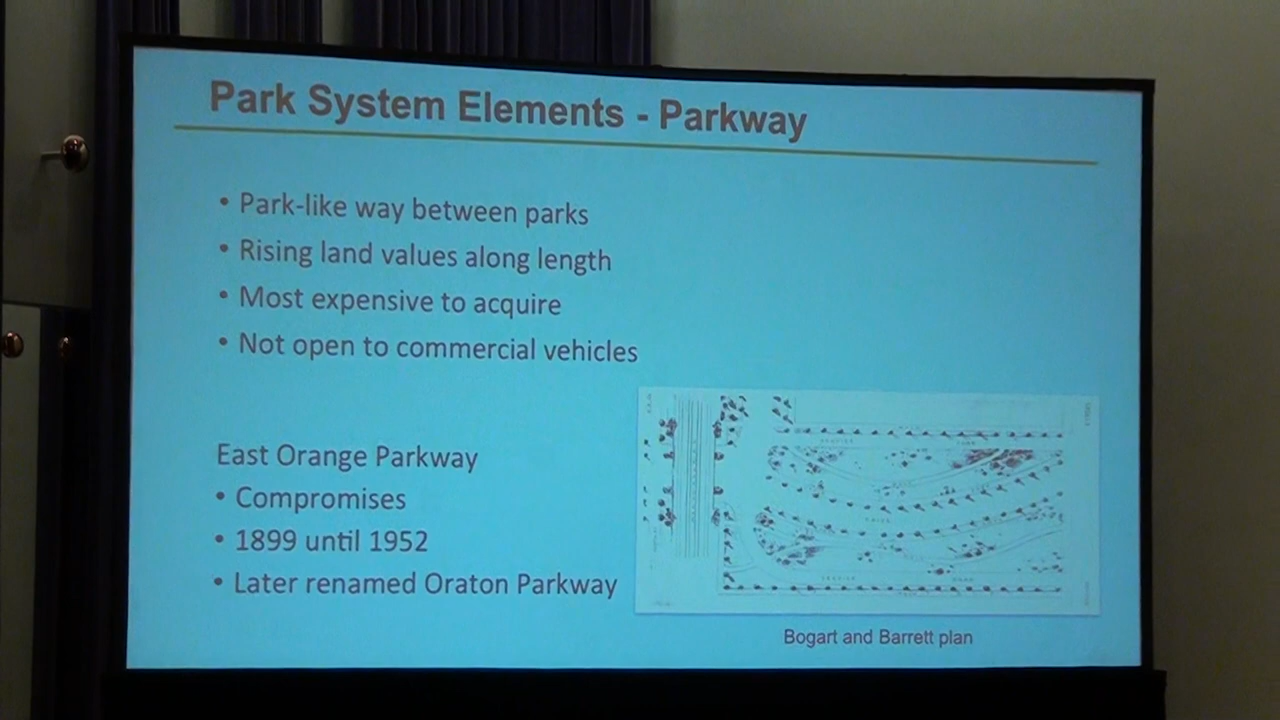 Park System Elements - Parkway
• Park-like way between parks
• Rising land values along length
• Most expensive to acquire
• Not open to commercial vehicles
East Orange Parkway
• Compromises
• 1899 until 1952
• Later renamed Oraton Parkway
Bogart and Barrett plan